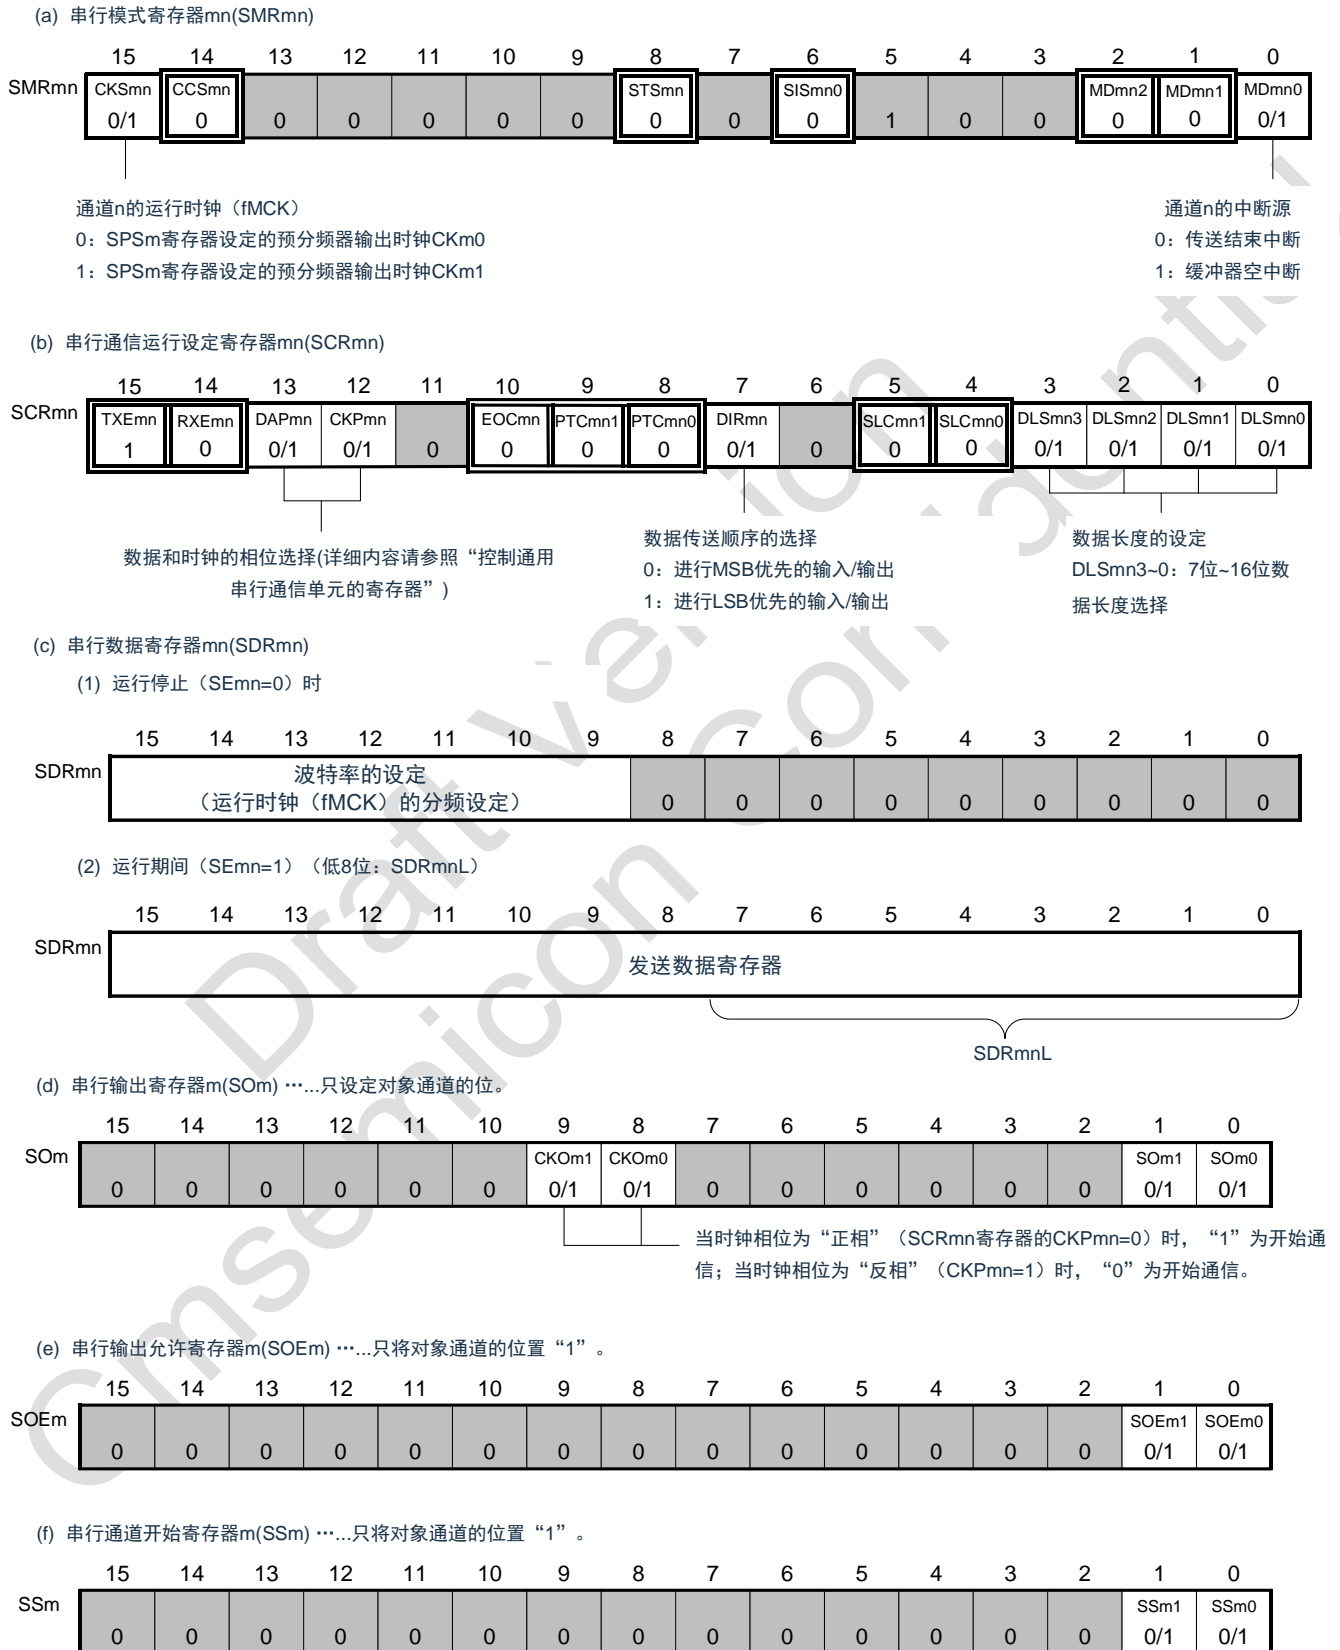 (a) 串行模式寄存器mn(SMRmn)
15 14 13 12 11 10 9 8 7 6 5 4 3 2 1 0
SMRmn CKSmn CCSmn STSmn SISmn0 MDmn2 MDmn1 MDmn0
0/1 0 0 0 0 0 0 0 0 0 1 0 0 0 0 0/1
通道n的运行时钟（fMCK）
0：SPSm寄存器设定的预分频器输出时钟CKm0
1：SPSm寄存器设定的预分频器输出时钟CKm1
通道n的中断源
0：传送结束中断
1：缓冲器空中断
(b) 串行通信运行设定寄存器mn(SCRmn)
15 14 13 12 11 10 9 8 7 6 5 4 3 2 1 0
SCRmn TXEmn RXEmn DAPmn CKPmn EOCmn PTCmn1 PTCmn0 DIRmn SLCmn1 SLCmn0 DLSmn3 DLSmn2 DLSmn1 DLSmn0
1 0 0/1 0/1 0 0 0 0 0/1 0 0 0 0/1 0/1 0/1 0/1
数据和时钟的相位选择(详细内容请参照“控制通用
串行通信单元的寄存器”)
数据传送顺序的选择
0：进行MSB优先的输入/输出
1：进行LSB优先的输入/输出
数据长度的设定
DLSmn3~0：7位~16位数
据长度选择
(c) 串行数据寄存器mn(SDRmn)
(1) 运行停止（SEmn=0）时
15 14 13 12 11 10 9 8 7 6 5 4 3 2 1 0
SDRmn 波特率的设定
（运行时钟（fMCK）的分频设定） 0 0 0 0 0 0 0 0 0
(2) 运行期间（SEmn=1）（低8位：SDRmnL）
15 14 13 12 11 10 9 8 7 6 5 4 3 2 1 0
SDRmn 发送数据寄存器
SDRmnL
(d) 串行输出寄存器m(SOm) …...只设定对象通道的位。
15 14 13 12 11 10 9 8 7 6 5 4 3 2 1 0
SOm CKOm1 CKOm0 SOm1 SOm0
0 0 0 0 0 0 0/1 0/1 0 0 0 0 0 0 0/1 0/1
当时钟相位为“正相”（SCRmn寄存器的CKPmn=0）时，“1”为开始通
信；当时钟相位为“反相”（CKPmn=1）时，“0”为开始通信。
(e) 串行输出允许寄存器m(SOEm) …...只将对象通道的位置“1”。
15 14 13 12 11 10 9 8 7 6 5 4 3 2 1 0
SOEm SOEm1 SOEm0
0 0 0 0 0 0 0 0 0 0 0 0 0 0 0/1 0/1
(f) 串行通道开始寄存器m(SSm) …...只将对象通道的位置“1”。
15 14 13 12 11 10 9 8 7 6 5 4 3 2 1 0
SSm SSm1 SSm0
0 0 0 0 0 0 0 0 0 0 0 0 0 0 0/1 0/1
Draft Version
Cmsemicon Confidential